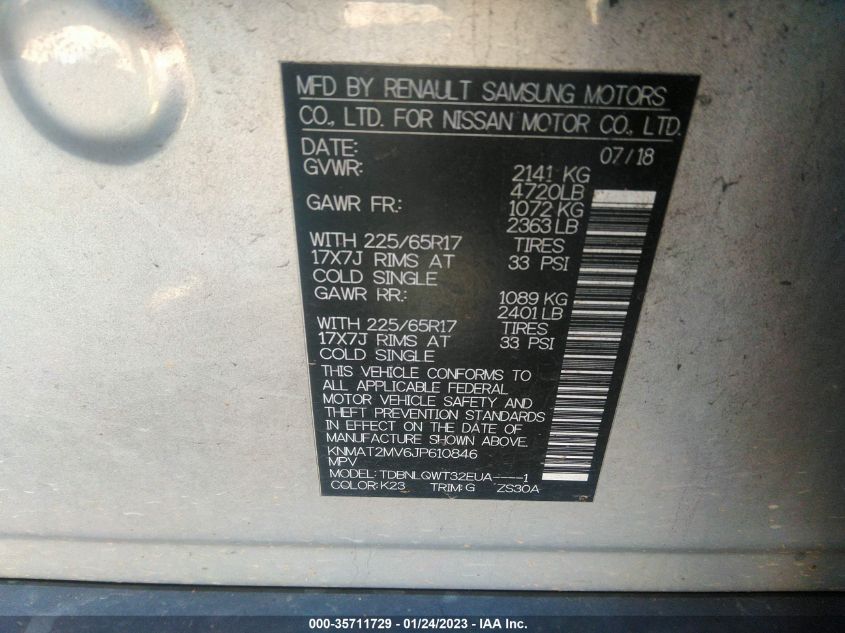 MFD BY RENAULT SAMSUNG MOTORS
CO., LTD. FOR NISSAN MOTOR CO., LTD.
DATE: 07/18
GVWR: 2141 KG
4720LB
GAWR FR.: 1072 KG
2363 LB
WITH 225/65R17 TIRES
17X7J RIMS AT 33 PSI
COLD SINGLE
GAWR RR.: 1089 KG
2401 LB
WITH 225/65R17 TIRES
17X7J RIMS AT 33 PSI
COLD SINGLE
THIS VEHICLE CONFORMS TO
ALL APPLICABLE FEDERAL
MOTOR VEHICLE SAFETY AND
THEFT PREVENTION STANDARDS
IN EFFECT ON THE DATE OF
MANUFACTURE SHOWN ABOVE.
KNMAT2MV6JP610846
MPV
MODEL: TDBNLQWT32EUA----1
COLOR: K23 TRIM: G ZS30A
000-35711729 - 01/24/2023 - IAA Inc.